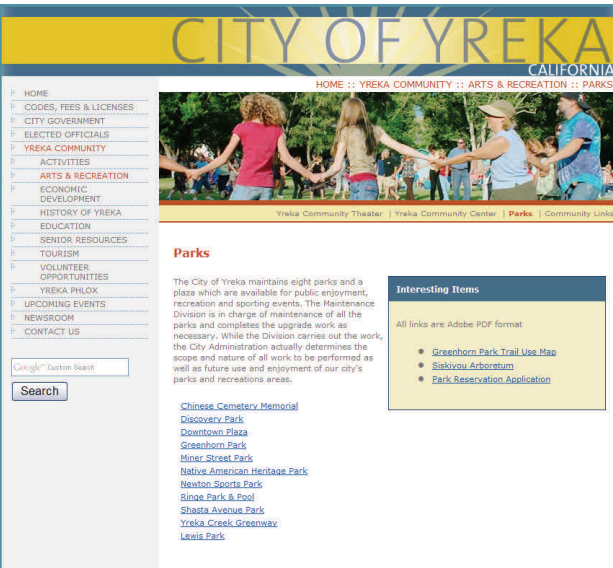 CITY OF YREKA
CALIFORNIA
HOME :: YREKA COMMUNITY :: ARTS & RECREATION :: PARKS
HOME
CODES, FEES & LICENSES
CITY GOVERNMENT
ELECTED OFFICIALS
YREKA COMMUNITY
ACTIVITIES
ARTS & RECREATION
ECONOMIC
DEVELOPMENT
HISTORY OF YREKA
EDUCATION
SENIOR RESOURCES
TOURISM
VOLUNTEER
OPPORTUNITIES
YREKA PHLOX
UPCOMING EVENTS
NEWSROOM
CONTACT US
Google™ Custom Search
Search
Yreka Community Theater | Yreka Community Center | Parks | Community Links
Parks
The City of Yreka maintains eight parks and a
plaza which are available for public enjoyment,
recreation and sporting events. The Maintenance
Division is in charge of maintenance of all the
parks and completes the upgrade work as
necessary. While the Division carries out the work,
the City Administration actually determines the
scope and nature of all work to be performed as
well as future use and enjoyment of our city's
parks and recreations areas.
Chinese Cemetery Memorial
Discovery Park
Downtown Plaza
Greenhorn Park
Miner Street Park
Native American Heritage Park
Newton Sports Park
Ringe Park & Pool
Shasta Avenue Park
Yreka Creek Greenway
Lewis Park
Interesting Items
All links are Adobe PDF format
Greenhorn Park Trail Use Map
Siskiyou Arboretum
Park Reservation Application